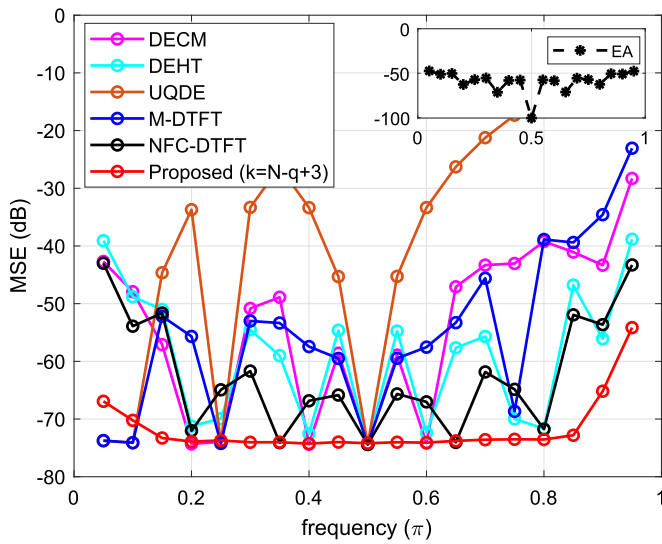 0
-10
-20
-30
-40
-50
-60
-70
-80
MSE (dB)
DECM
DEHT
UQDE
M-DTFT
NFC-DTFT
Proposed (k=N-q+3)
0
-50
-100
EA
0
0.5
1
0
0.2
0.4
0.6
0.8
1
frequency (π)